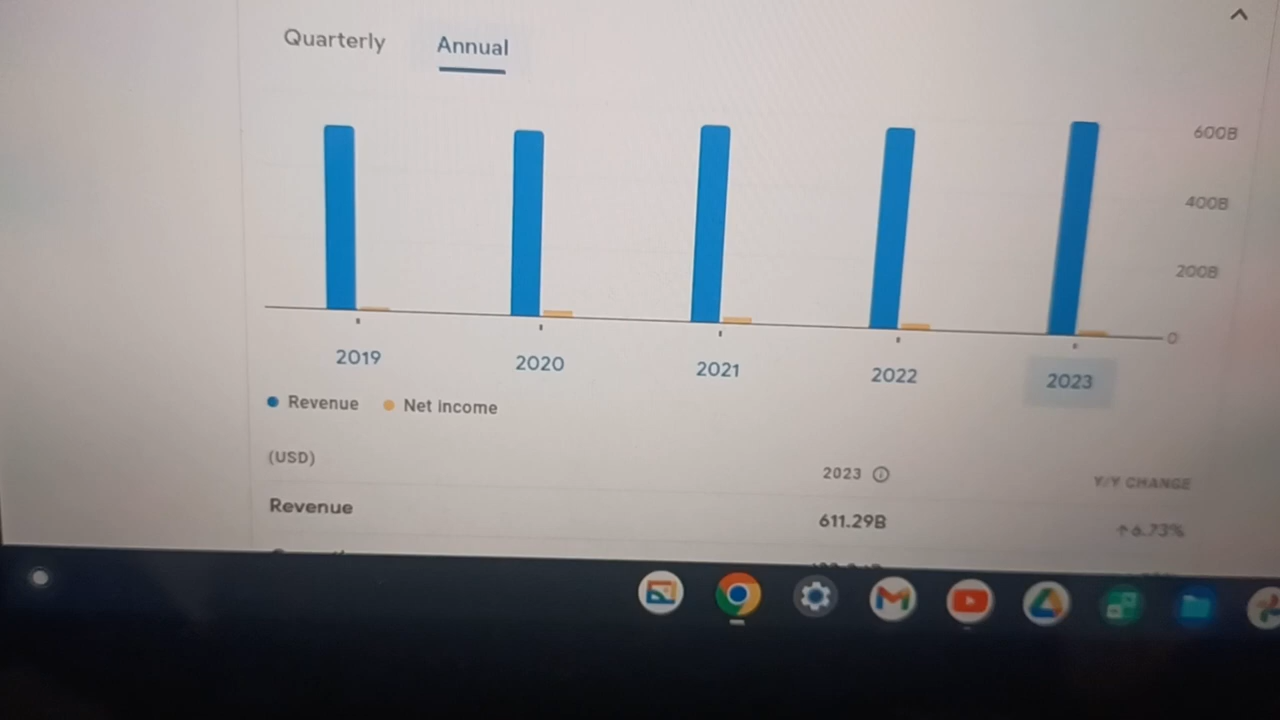 Quarterly Annual
600B
400B
200B
0
2019 2020 2021 2022 2023
Revenue Net income
(USD) 2023 Y/Y CHANGE
Revenue 611.29B ↑6.73%